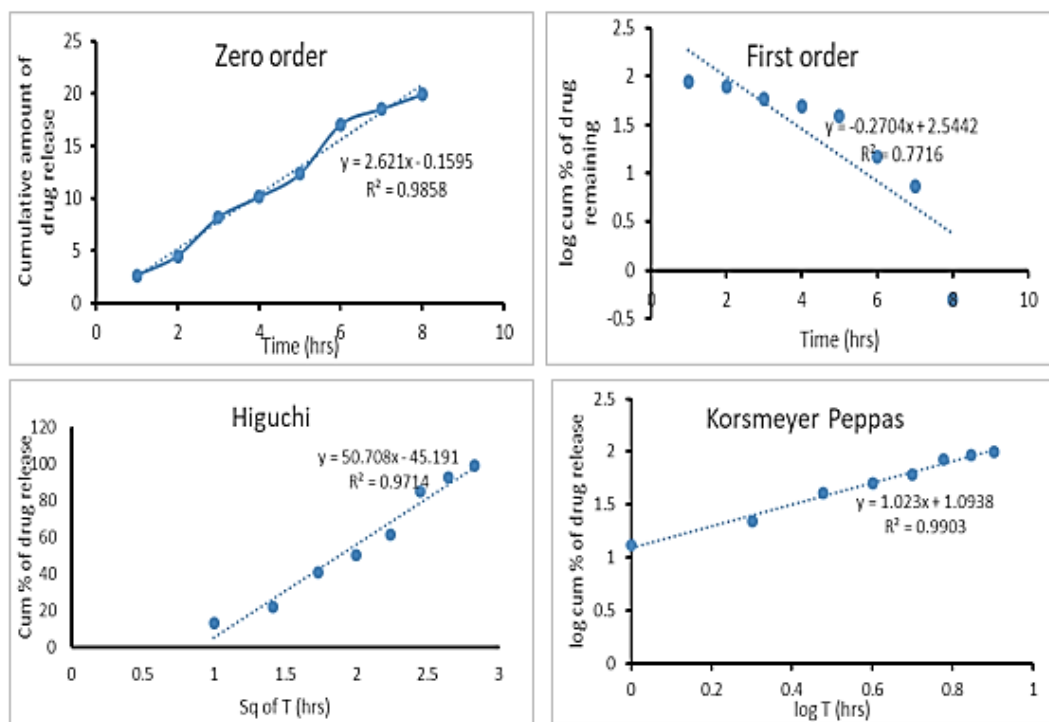 Zero order
Cumulative amount of
drug release
25
20
15
10
5
0
y = 2.621x - 0.1595
R² = 0.9858
0 2 4 6 8 10
Time (hrs)
First order
log cum % of drug
remaining
2.5
2
1.5
1
0.5
0
-0.5
y = -0.2704x + 2.5442
R² = 0.7716
0 2 4 6 8 10
Time (hrs)
Higuchi
Cum % of drug release
120
100
80
60
40
20
0
y = 50.708x - 45.191
R² = 0.9714
0 0.5 1 1.5 2 2.5 3
Sq of T (hrs)
Korsmeyer Peppas
log cum % of drug release
2.5
2
1.5
1
0.5
0
y = 1.023x + 1.0938
R² = 0.9903
0 0.2 0.4 0.6 0.8 1
log T (hrs)